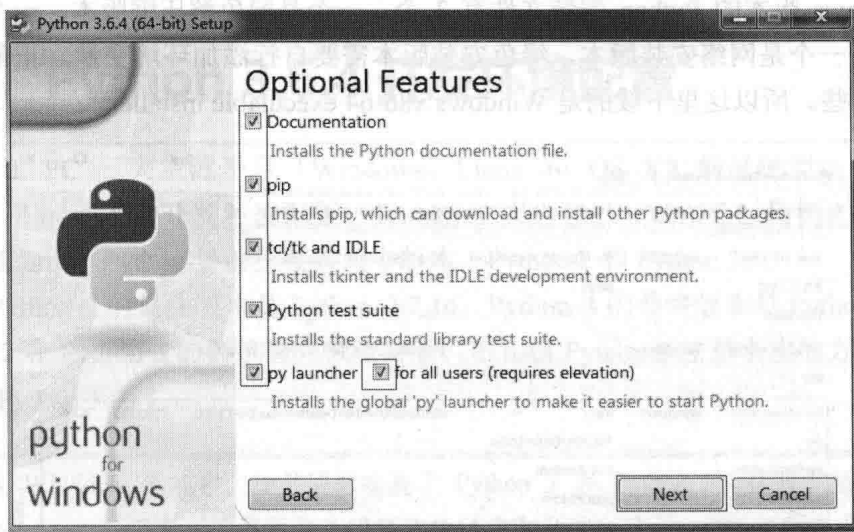 Python 3.6.4 (64-bit) Setup
Optional Features
Documentation
Installs the Python documentation file.
pip
Installs pip, which can download and install other Python packages.
tcl/tk and IDLE
Installs tkinter and the IDLE development environment.
Python test suite
Installs the standard library test suite.
py launcher for all users (requires elevation)
Installs the global 'py' launcher to make it easier to start Python.
python
for
windows
Back Next Cancel